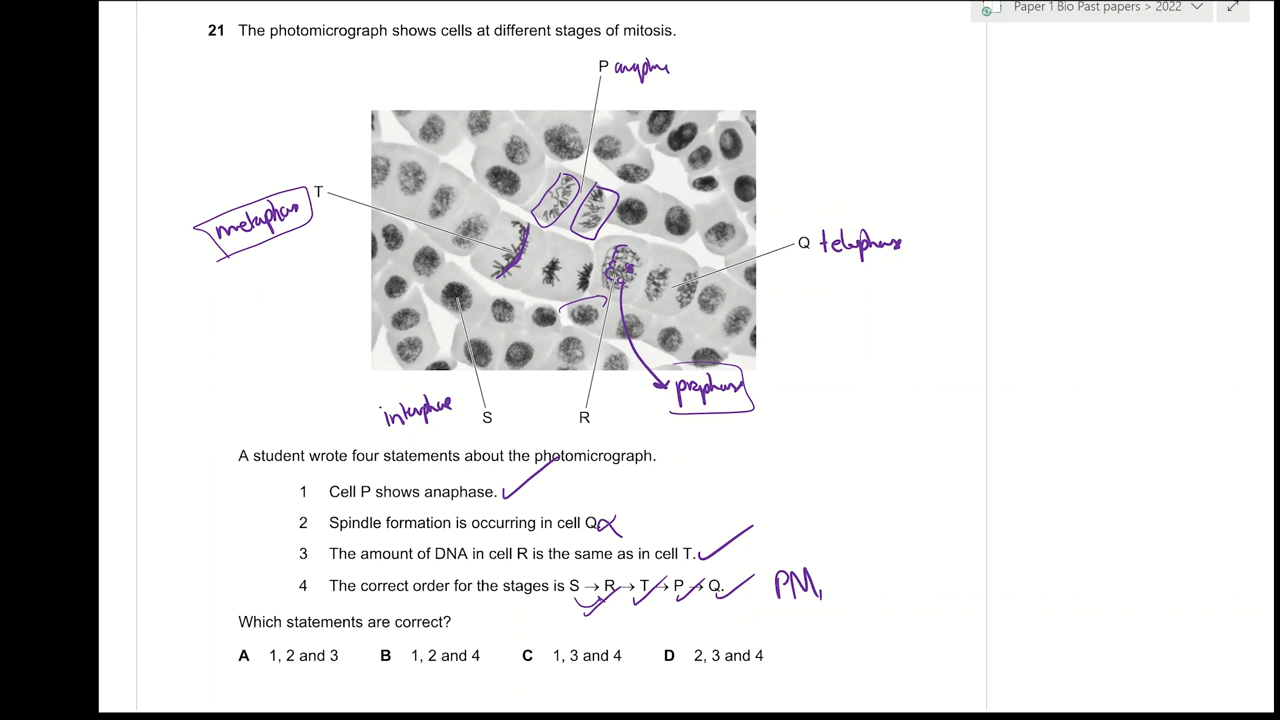 Paper 1 Bio Past papers > 2022
21 The photomicrograph shows cells at different stages of mitosis.
P
T
metaphas
Q telephase
prophase
interphae
S
R
A student wrote four statements about the photomicrograph.
1 Cell P shows anaphase.
2 Spindle formation is occurring in cell Q.
3 The amount of DNA in cell R is the same as in cell T.
4 The correct order for the stages is S → R → T → P → Q.
PM
Which statements are correct?
A 1, 2 and 3 B 1, 2 and 4 C 1, 3 and 4 D 2, 3 and 4